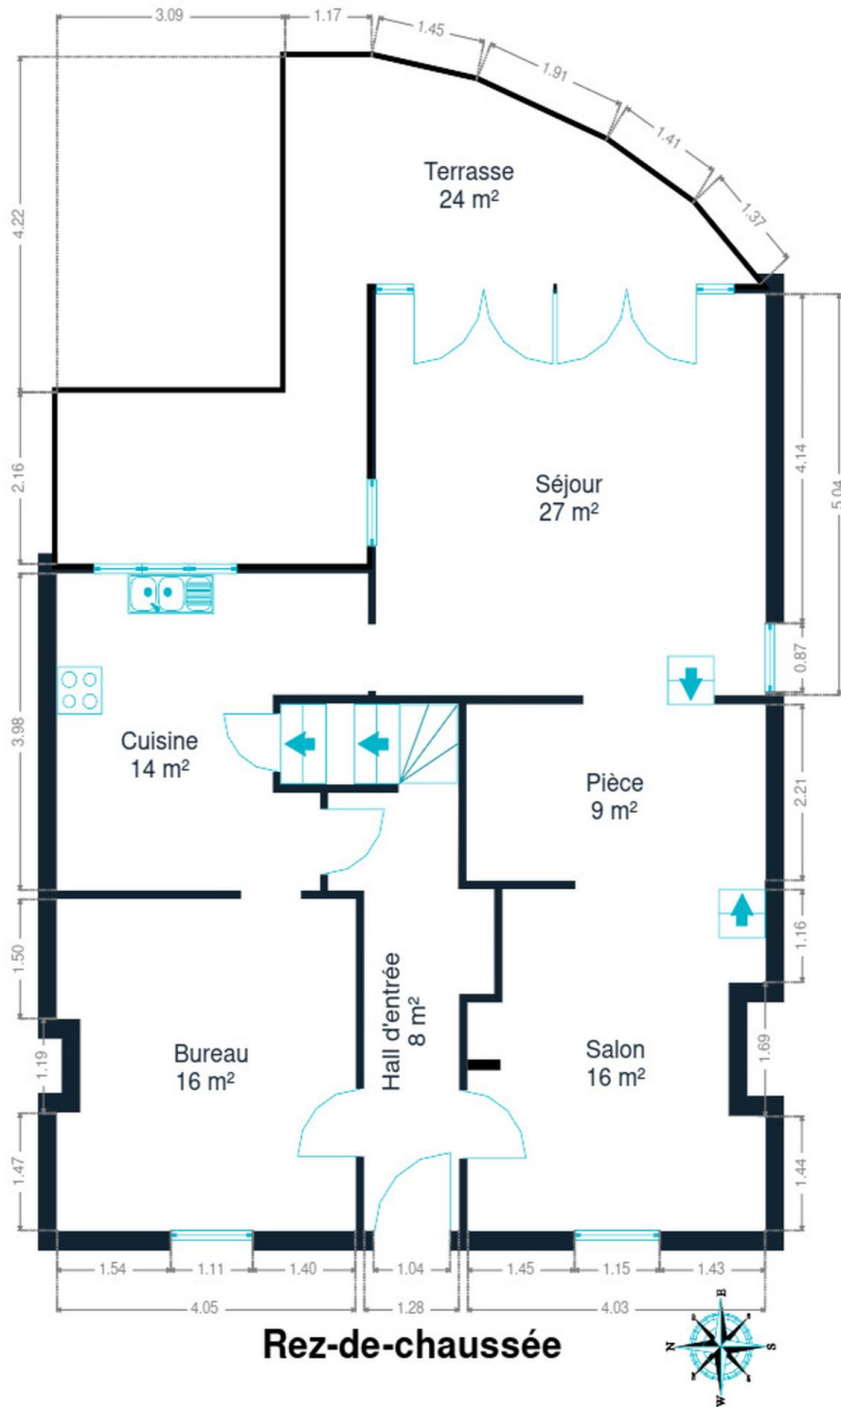 3.09
1.17
1.45
1.91
1.41
1.37
4.22
Terrasse
24 m²
2.16
4.14
5.04
Séjour
27 m²
0.87
3.98
Cuisine
14 m²
Pièce
9 m²
2.21
1.50
1.16
Hall d'entrée
8 m²
1.19
Bureau
16 m²
Salon
16 m²
1.69
1.47
1.44
1.54
1.11
1.40
1.04
1.45
1.15
1.43
4.05
1.28
4.03
Rez-de-chaussée
E
N
S
W